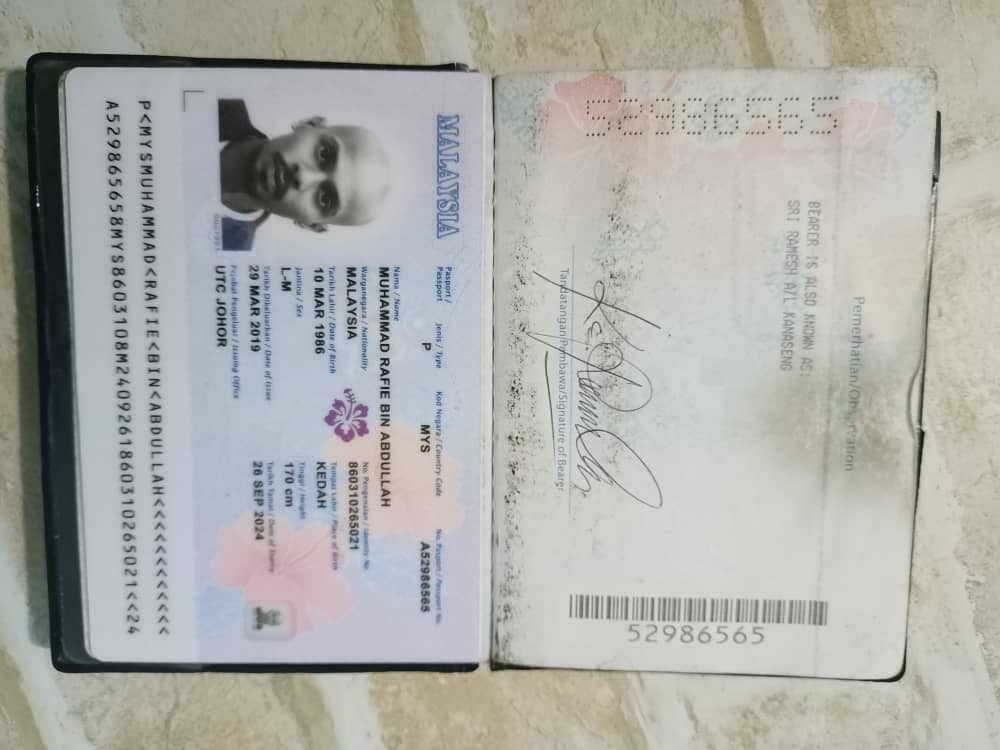 MALAYSIA
Pasport / Passport
Jenis / Type
Kod Negara / Country Code
No. Pasport / Passport No.
P
MYS
A52986565
Nama / Name
MUHAMMAD RAFIE BIN ABDULLAH
Warganegara / Nationality
No. Pengenalan / Identity No.
MALAYSIA
860310265021
Tarikh Lahir / Date of Birth
Tempat Lahir / Place of Birth
10 MAR 1986
KEDAH
Jantina / Sex
Tinggi / Height
L-M
170 cm
Tarikh Dikeluarkan / Date of Issue
Tarikh Tamat / Date of Expiry
29 MAR 2019
26 SEP 2024
Pejabat Pengeluar / Issuing Office
UTC JOHOR
P<MYSMUHAMMAD<RAFIE<BIN<ABDULLAH<<<<<<<<<<<<
A529865658MYS8603108M2409261860310265021<<24
52986565
Pemerhatian/Observation
BEARER IS ALSO KNOWN AS:
SRI RAMESH A/L KANASENG
Tandatangan Pembawa/Signature of Bearer
52986565